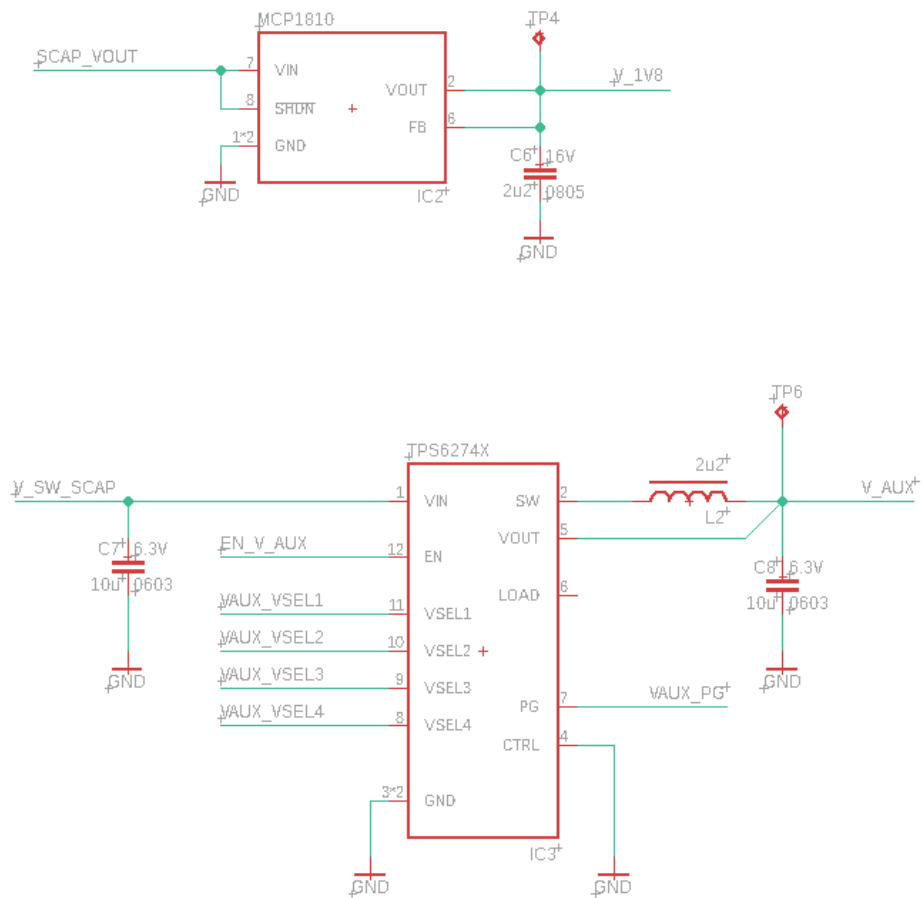 MCP1810
TP4
SCAP_VOUT
7
VIN
VOUT
2
V_1V8
8
SHDN
FB
6
1*2
GND
C6
16V
2u2
0805
GND
IC2
GND
TP6
TPS6274X
2u2
V_SW_SCAP
1
VIN
SW
2
V_AUX
L2
VOUT
5
C7
6.3V
EN_V_AUX
12
EN
10u
0603
C8
6.3V
LOAD
6
10u
0603
VAUX_VSEL1
11
VSEL1
VAUX_VSEL2
10
VSEL2
GND
VAUX_VSEL3
9
VSEL3
GND
PG
7
VAUX_PG
VAUX_VSEL4
8
VSEL4
CTRL
4
3*2
GND
IC3
GND
GND